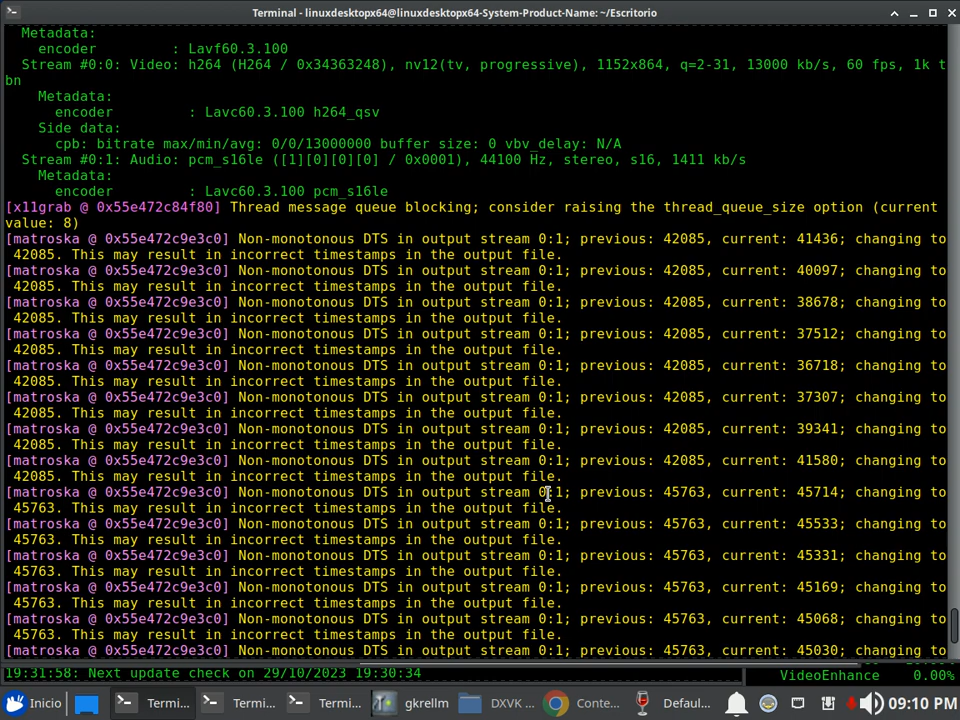 Terminal - linuxdesktopx64@linuxdesktopx64-System-Product-Name: ~/Escritorio
Metadata:
encoder : Lavf60.3.100
Stream #0:0: Video: h264 (H264 / 0x34363248), nv12(tv, progressive), 1152x864, q=2-31, 13000 kb/s, 60 fps, 1k t
bn
Metadata:
encoder : Lavc60.3.100 h264_qsv
Side data:
cpb: bitrate max/min/avg: 0/0/13000000 buffer size: 0 vbv_delay: N/A
Stream #0:1: Audio: pcm_s16le ([1][0][0][0] / 0x0001), 44100 Hz, stereo, s16, 1411 kb/s
Metadata:
encoder : Lavc60.3.100 pcm_s16le
[x11grab @ 0x55e472c84f80] Thread message queue blocking; consider raising the thread_queue_size option (current
value: 8)
[matroska @ 0x55e472c9e3c0] Non-monotonous DTS in output stream 0:1; previous: 42085, current: 41436; changing to
42085. This may result in incorrect timestamps in the output file.
[matroska @ 0x55e472c9e3c0] Non-monotonous DTS in output stream 0:1; previous: 42085, current: 40097; changing to
42085. This may result in incorrect timestamps in the output file.
[matroska @ 0x55e472c9e3c0] Non-monotonous DTS in output stream 0:1; previous: 42085, current: 38678; changing to
42085. This may result in incorrect timestamps in the output file.
[matroska @ 0x55e472c9e3c0] Non-monotonous DTS in output stream 0:1; previous: 42085, current: 37512; changing to
42085. This may result in incorrect timestamps in the output file.
[matroska @ 0x55e472c9e3c0] Non-monotonous DTS in output stream 0:1; previous: 42085, current: 36718; changing to
42085. This may result in incorrect timestamps in the output file.
[matroska @ 0x55e472c9e3c0] Non-monotonous DTS in output stream 0:1; previous: 42085, current: 37307; changing to
42085. This may result in incorrect timestamps in the output file.
[matroska @ 0x55e472c9e3c0] Non-monotonous DTS in output stream 0:1; previous: 42085, current: 39341; changing to
42085. This may result in incorrect timestamps in the output file.
[matroska @ 0x55e472c9e3c0] Non-monotonous DTS in output stream 0:1; previous: 42085, current: 41580; changing to
42085. This may result in incorrect timestamps in the output file.
[matroska @ 0x55e472c9e3c0] Non-monotonous DTS in output stream 0:1; previous: 45763, current: 45714; changing to
45763. This may result in incorrect timestamps in the output file.
[matroska @ 0x55e472c9e3c0] Non-monotonous DTS in output stream 0:1; previous: 45763, current: 45533; changing to
45763. This may result in incorrect timestamps in the output file.
[matroska @ 0x55e472c9e3c0] Non-monotonous DTS in output stream 0:1; previous: 45763, current: 45331; changing to
45763. This may result in incorrect timestamps in the output file.
[matroska @ 0x55e472c9e3c0] Non-monotonous DTS in output stream 0:1; previous: 45763, current: 45169; changing to
45763. This may result in incorrect timestamps in the output file.
[matroska @ 0x55e472c9e3c0] Non-monotonous DTS in output stream 0:1; previous: 45763, current: 45068; changing to
45763. This may result in incorrect timestamps in the output file.
[matroska @ 0x55e472c9e3c0] Non-monotonous DTS in output stream 0:1; previous: 45763, current: 45030; changing to
19:31:58: Next update check on 29/10/2023 19:30:34
VideoEnhance 0.00%
Inicio Termi... Termi... Termi... gkrellm DXVK ... Conte... Defaul... 09:10 PM